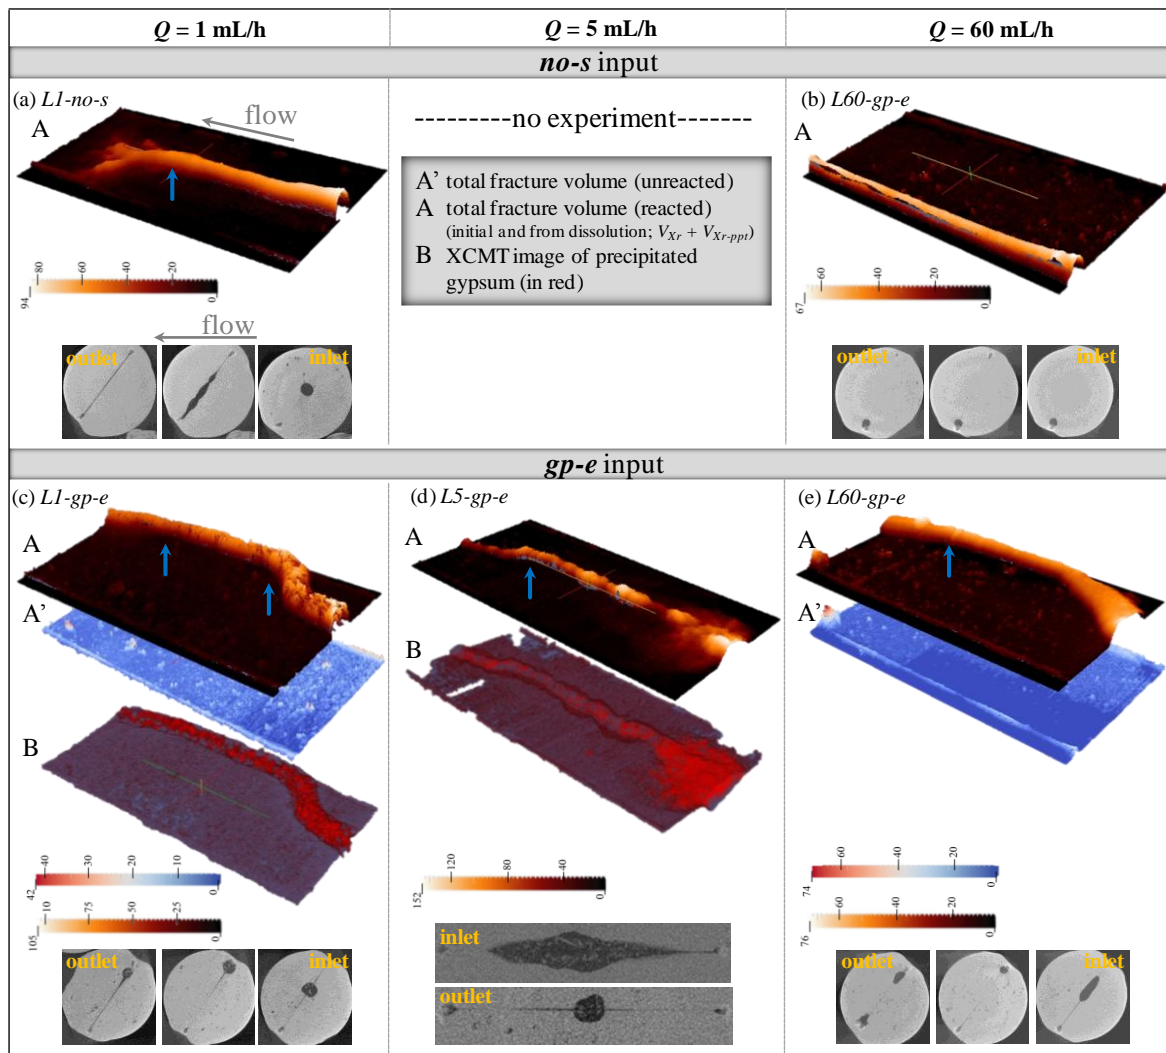 Q = 1 mL/h
Q = 5 mL/h
Q = 60 mL/h
no-s input
(a) L1-no-s
flow
A
94
80
60
40
20
0
flow
outlet
inlet
---------no experiment-------
A' total fracture volume (unreacted)
A total fracture volume (reacted)
(initial and from dissolution; V_Xr + V_Xr-ppt)
B XCMT image of precipitated
gypsum (in red)
(b) L60-gp-e
A
67
60
40
20
0
outlet
inlet
gp-e input
(c) L1-gp-e
A
A'
B
42
40
30
20
10
0
105
10
75
50
25
0
outlet
inlet
(d) L5-gp-e
A
B
152
120
80
40
0
inlet
outlet
(e) L60-gp-e
A
A'
74
60
40
20
0
76
60
40
20
0
outlet
inlet